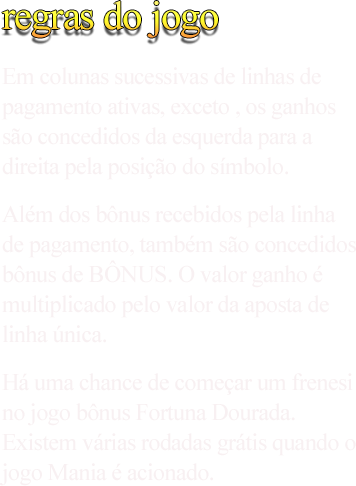 regras do jogo
Em colunas sucessivas de linhas de
pagamento ativas, exceto , os ganhos
são concedidos da esquerda para a
direita pela posição do símbolo.
Além dos bônus recebidos pela linha
de pagamento, também são concedidos
bônus de BÔNUS. O valor ganho é
multiplicado pelo valor da aposta de
linha única.
Há uma chance de começar um frenesi
no jogo bônus Fortuna Dourada.
Existem várias rodadas grátis quando o
jogo Mania é acionado.